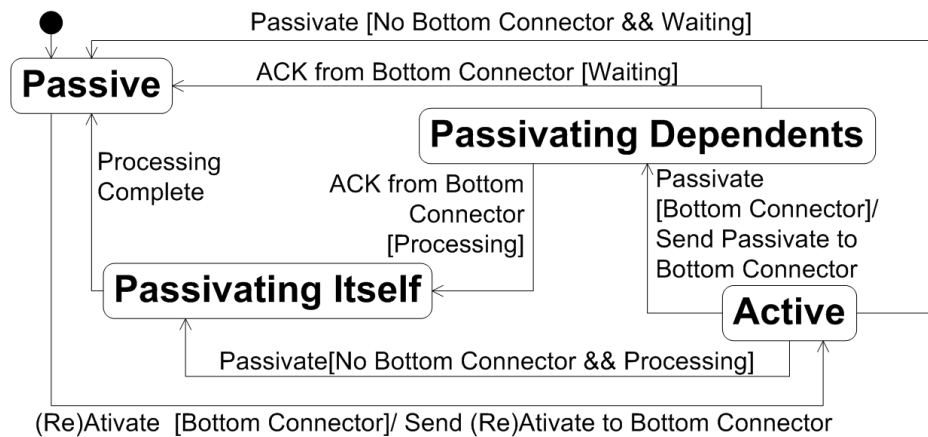 Passivate [No Bottom Connector && Waiting]
Passive
ACK from Bottom Connector [Waiting]
Passivating Dependents
Processing
Complete
ACK from Bottom
Connector
[Processing]
Passivate
[Bottom Connector]/
Send Passivate to
Bottom Connector
Passivating Itself
Active
Passivate[No Bottom Connector && Processing]
(Re)Ativate [Bottom Connector]/ Send (Re)Ativate to Bottom Connector